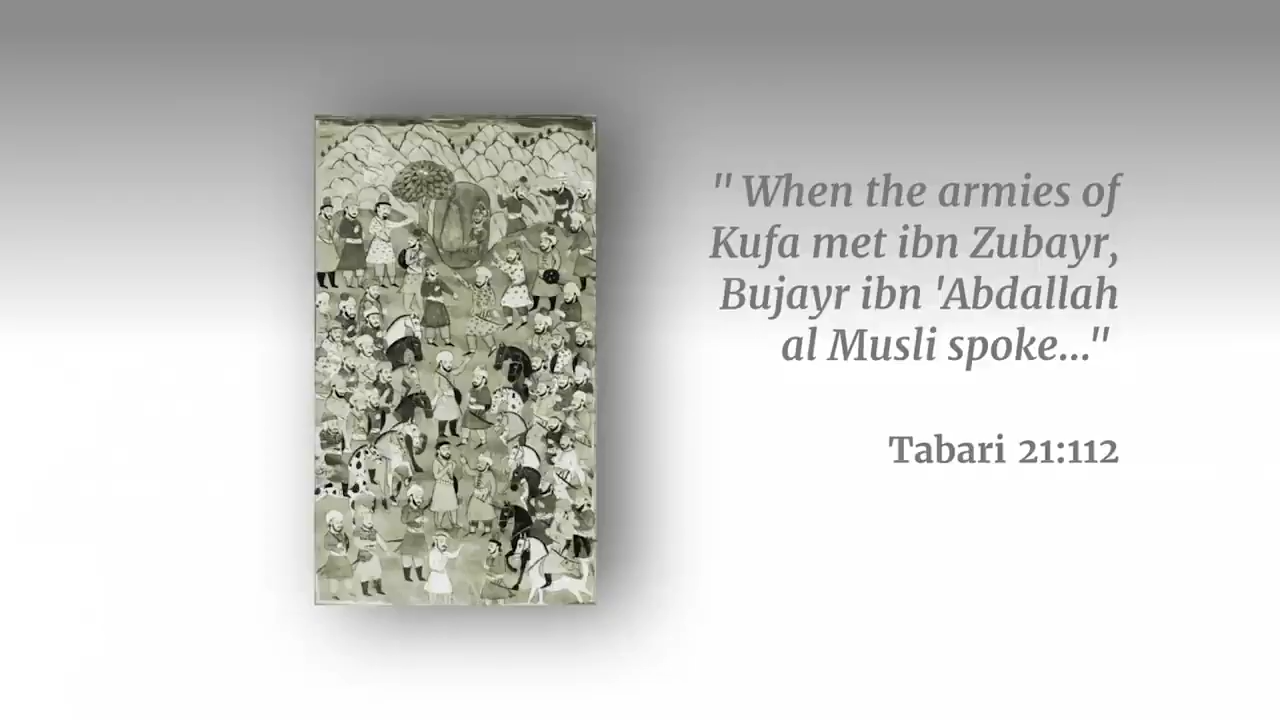 " When the armies of
Kufa met ibn Zubayr,
Bujayr ibn 'Abdallah
al Musli spoke..."
Tabari 21:112